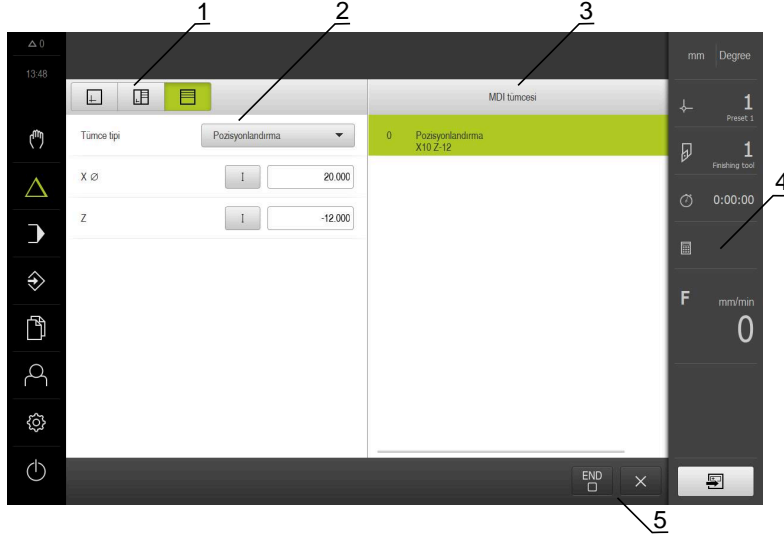 1
2
3
0
13:48
mm Degree
MDI tümcesi
1
Preset 1
Tümce tipi
Pozisyonlandırma
0 Pozisyonlandırma
X10 Z-12
1
Finishing tool
X ⌀
I
20.000
4
0:00:00
Z
I
-12.000
F mm/min
0
END
5